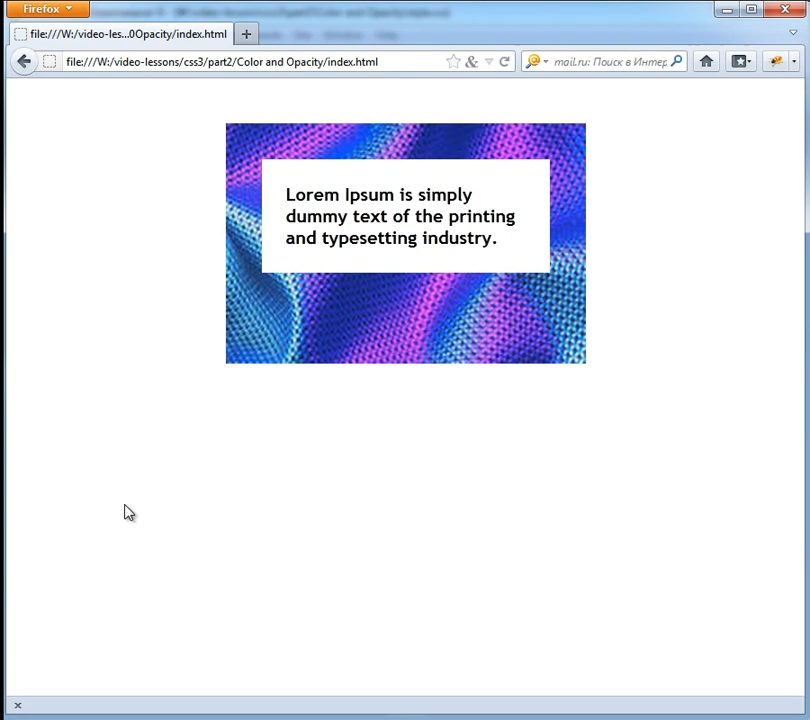 Firefox
file:///W:/video-les...0Opacity/index.html
file:///W:/video-lessons/css3/part2/Color and Opacity/index.html
mail.ru: Поиск в Интер
Lorem Ipsum is simply
dummy text of the printing
and typesetting industry.